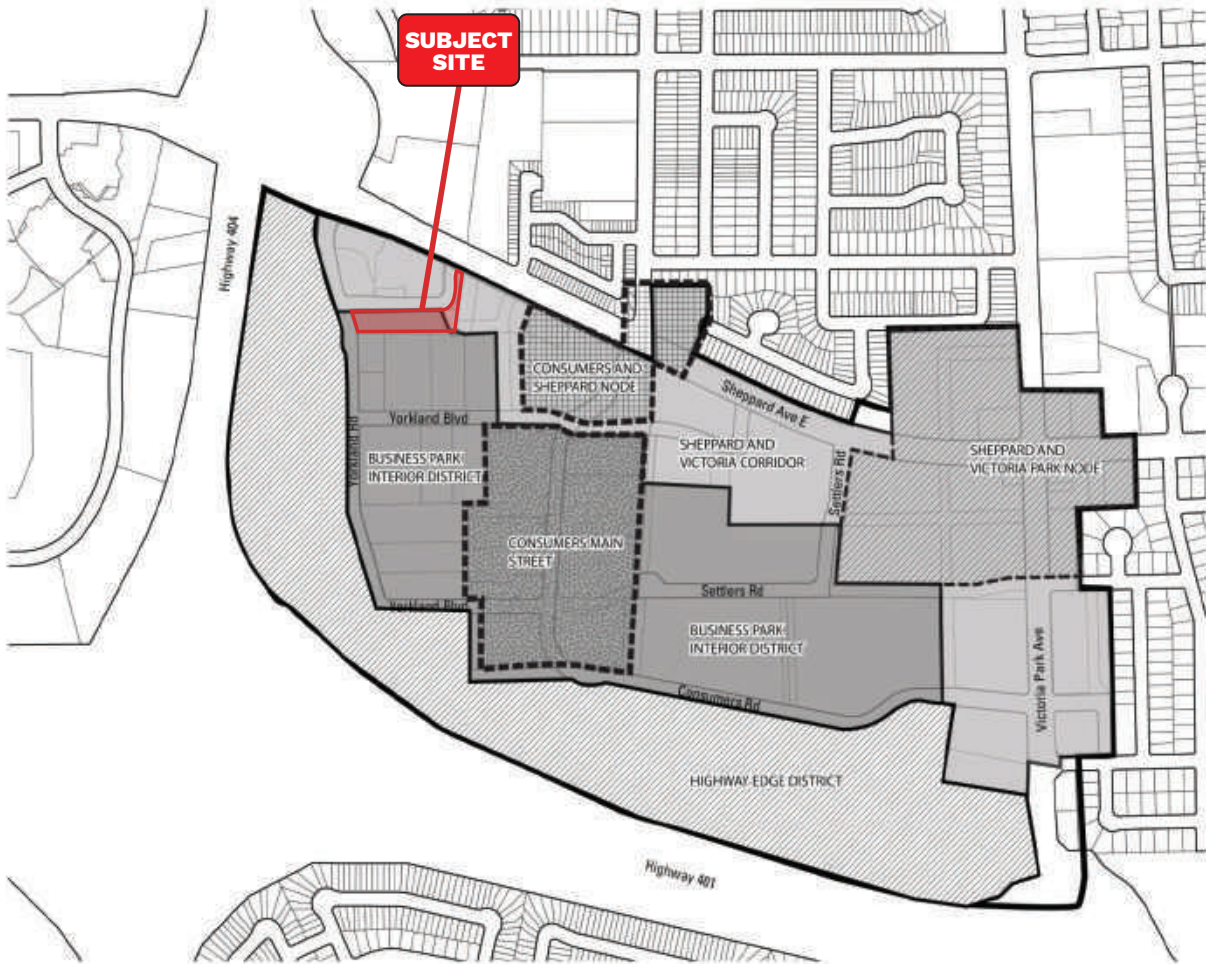 SUBJECT
SITE
Highway 404
CONSUMERS AND
SHEPPARD NODE
Sheppard Ave E
Yorkland Blvd
Yorkland Rd
BUSINESS PARK
INTERIOR DISTRICT
SHEPPARD AND
VICTORIA CORRIDOR
Settlers Rd
SHEPPARD AND
VICTORIA PARK NODE
CONSUMERS MAIN
STREET
Settlers Rd
Yorkland Blvd
BUSINESS PARK
INTERIOR DISTRICT
Consumers Rd
Victoria Park Ave
HIGHWAY EDGE DISTRICT
Highway 401